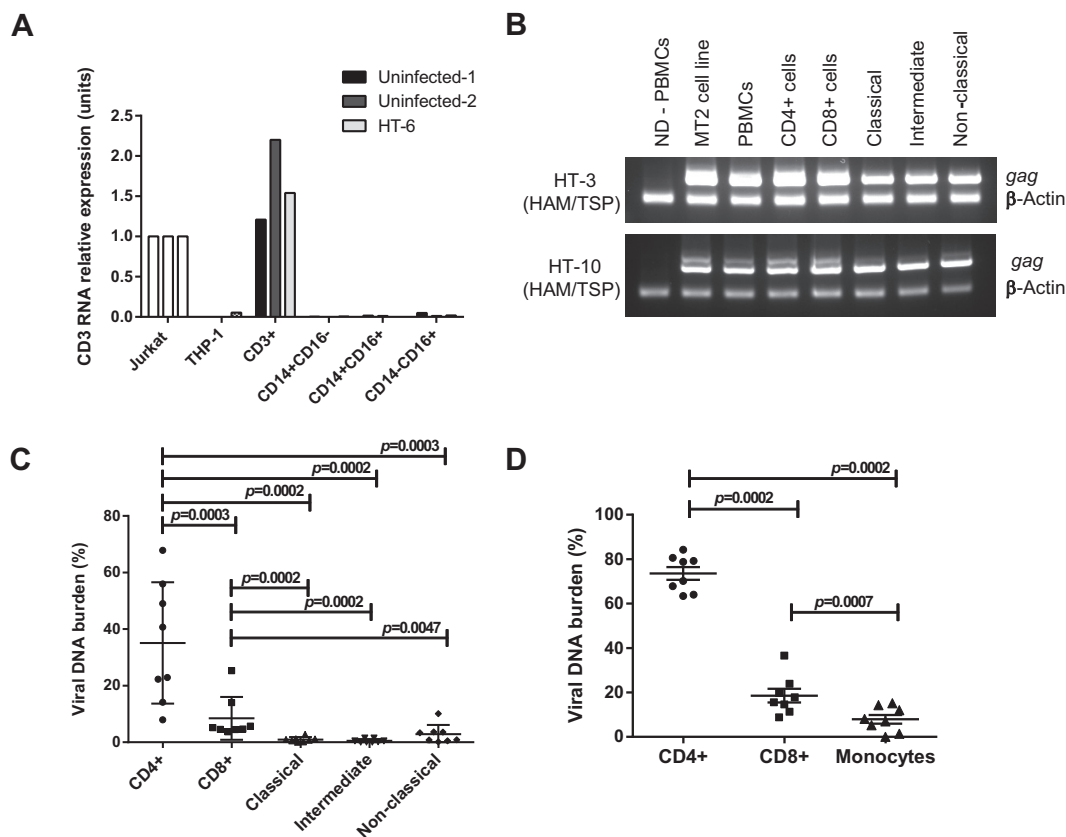 A
CD3 RNA relative expression (units)
2.5
2.0
1.5
1.0
0.5
0.0
Uninfected-1
Uninfected-2
HT-6
Jurkat
THP-1
CD3+
CD14+CD16-
CD14+CD16+
CD14-CD16+
B
ND - PBMCs
MT2 cell line
PBMCs
CD4+ cells
CD8+ cells
Classical
Intermediate
Non-classical
HT-3
(HAM/TSP)
gag
β-Actin
HT-10
(HAM/TSP)
gag
β-Actin
C
p=0.0003
p=0.0002
p=0.0002
p=0.0003
p=0.0002
p=0.0002
p=0.0047
Viral DNA burden (%)
80
60
40
20
0
CD4+
CD8+
Classical
Intermediate
Non-classical
D
p=0.0002
p=0.0002
p=0.0007
Viral DNA burden (%)
100
80
60
40
20
0
CD4+
CD8+
Monocytes